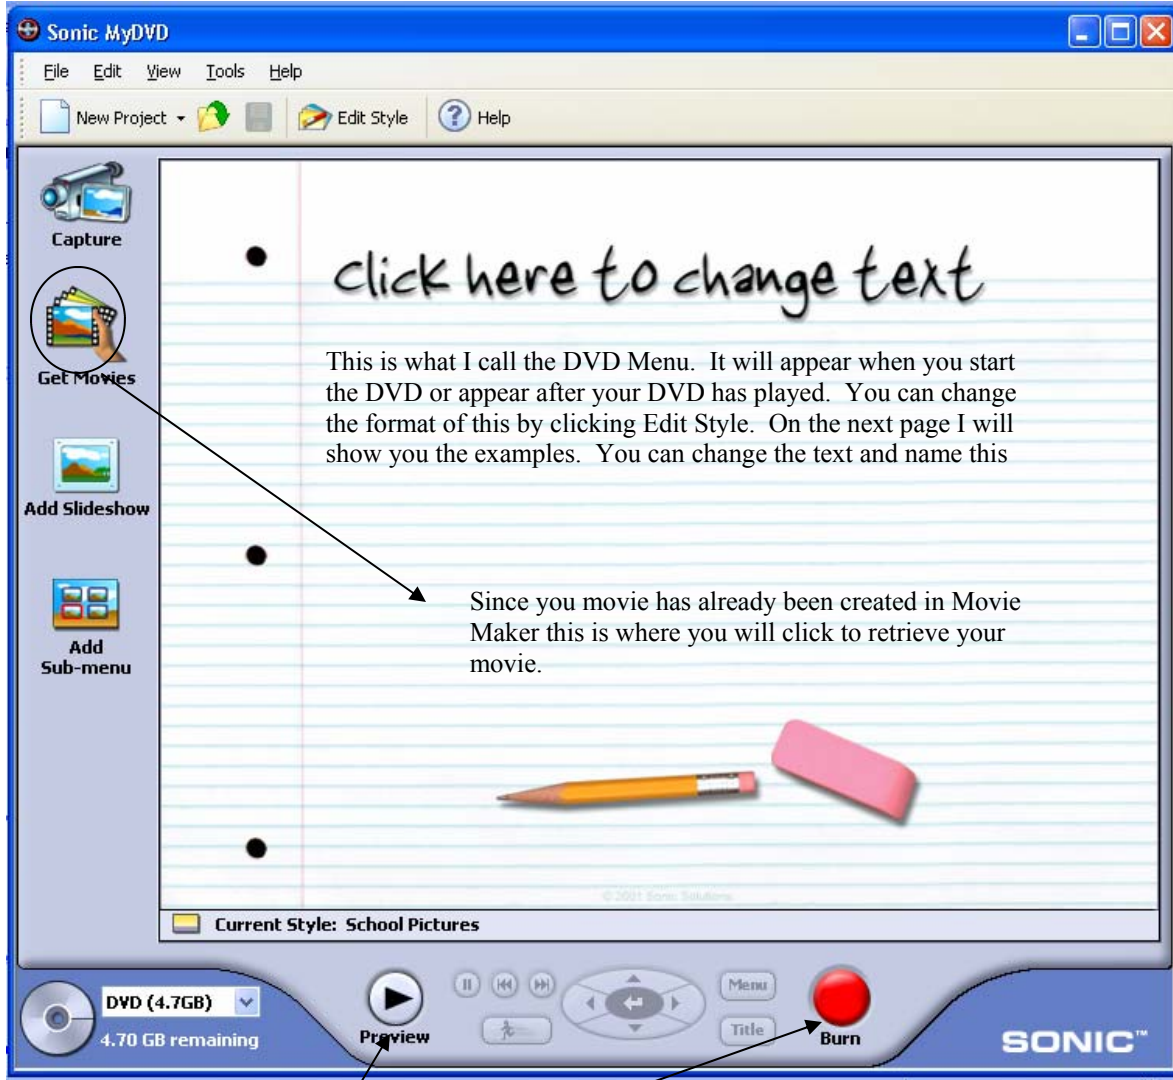 Sonic MyDVD
File Edit View Tools Help
New Project Edit Style Help
Capture
Get Movies
Add Slideshow
Add
Sub-menu
click here to change text
This is what I call the DVD Menu. It will appear when you start
the DVD or appear after your DVD has played. You can change
the format of this by clicking Edit Style. On the next page I will
show you the examples. You can change the text and name this
Since you movie has already been created in Movie
Maker this is where you will click to retrieve your
movie.
© 2001 Sonic Solutions
Current Style: School Pictures
DVD (4.7GB)
4.70 GB remaining
Preview
Menu
Title
Burn
SONIC™